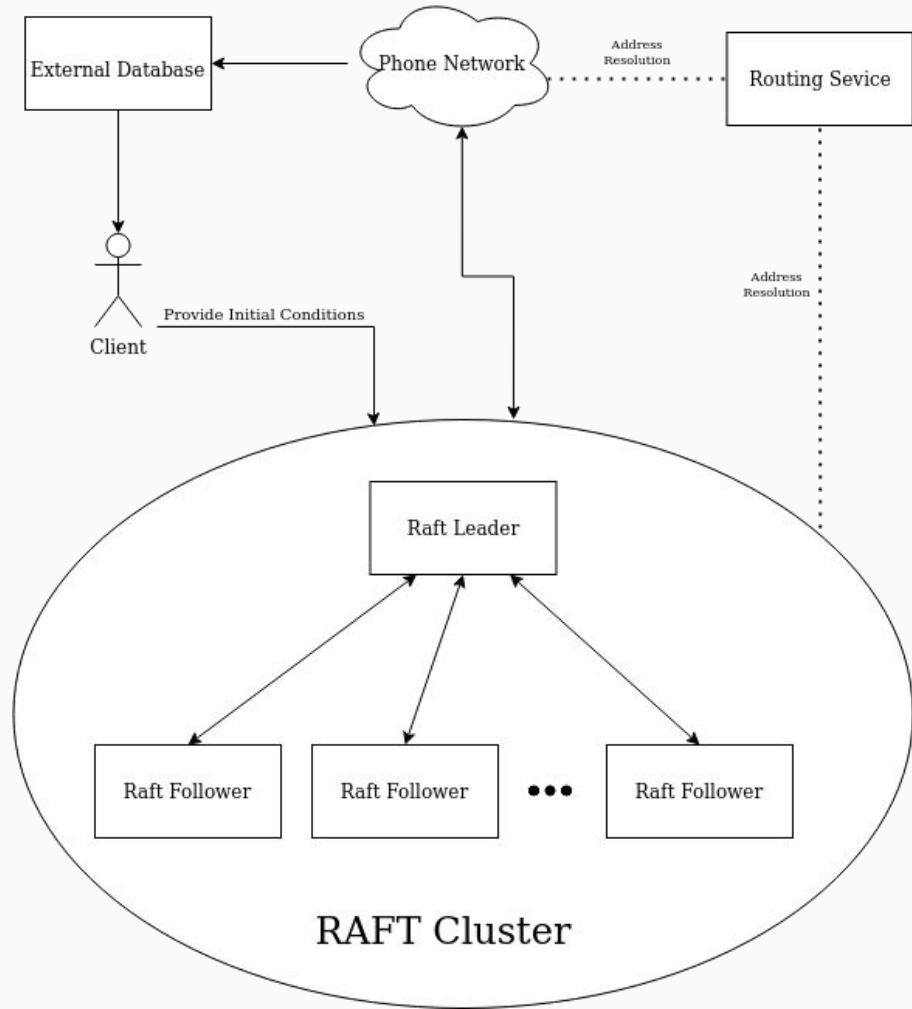 External Database
Phone Network
Address
Resolution
Routing Sevice
Address
Resolution
Provide Initial Conditions
Client
Raft Leader
Raft Follower
Raft Follower
Raft Follower
RAFT Cluster